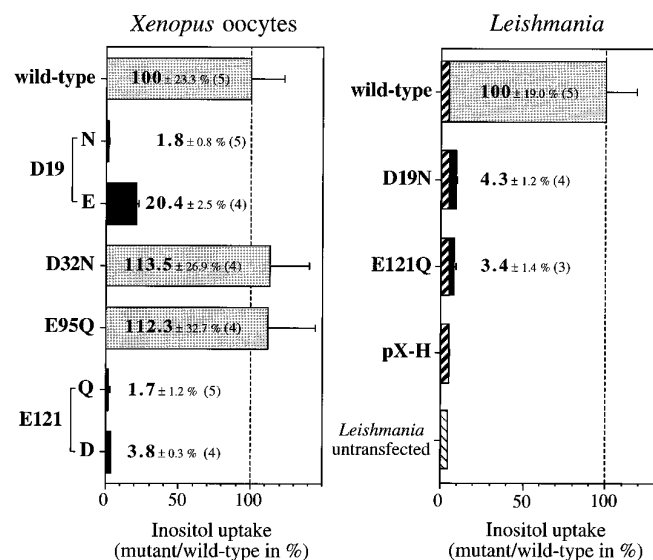 Xenopus oocytes
wild-type
100 ± 23.3 % (5)
D19
N
1.8 ± 0.8 % (5)
E
20.4 ± 2.5 % (4)
D32N
113.5 ± 26.9 % (4)
E95Q
112.3 ± 32.7 % (4)
E121
Q
1.7 ± 1.2 % (5)
D
3.8 ± 0.3 % (4)
0 50 100
Inositol uptake
(mutant/wild-type in %)
Leishmania
wild-type
100 ± 19.0 % (5)
D19N
4.3 ± 1.2 % (4)
E121Q
3.4 ± 1.4 % (3)
pX-H
Leishmania
untransfected
0 50 100
Inositol uptake
(mutant/wild-type in %)